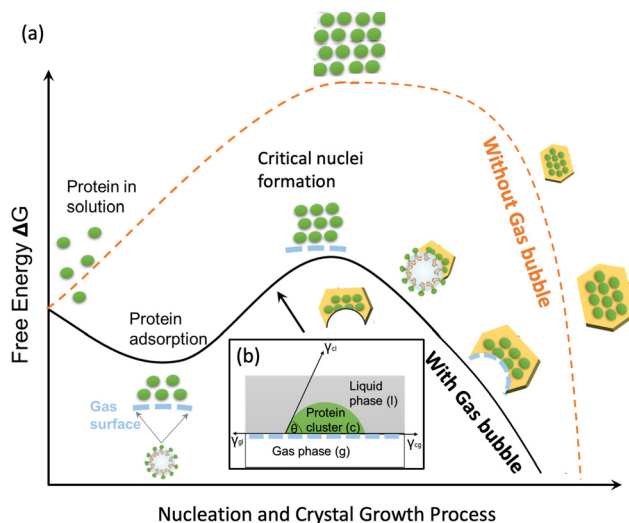 (a)
Free Energy ΔG
Protein in
solution
Critical nuclei
formation
Without Gas bubble
Protein
adsorption
Gas
surface
(b)
γcl
Liquid
phase (l)
Protein
cluster (c)
θ
γgl
γcg
Gas phase (g)
With Gas bubble
Nucleation and Crystal Growth Process